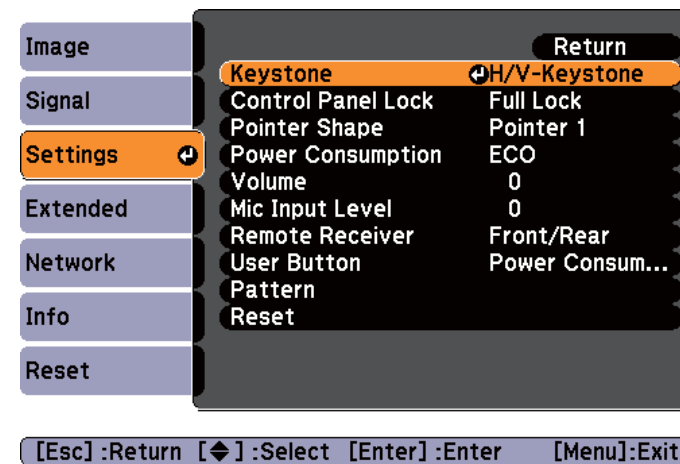 Image
Signal
Settings
Extended
Network
Info
Reset
Return
Keystone H/V-Keystone
Control Panel Lock Full Lock
Pointer Shape Pointer 1
Power Consumption ECO
Volume 0
Mic Input Level 0
Remote Receiver Front/Rear
User Button Power Consum...
Pattern
Reset
[Esc] :Return [◆] :Select [Enter] :Enter [Menu]:Exit